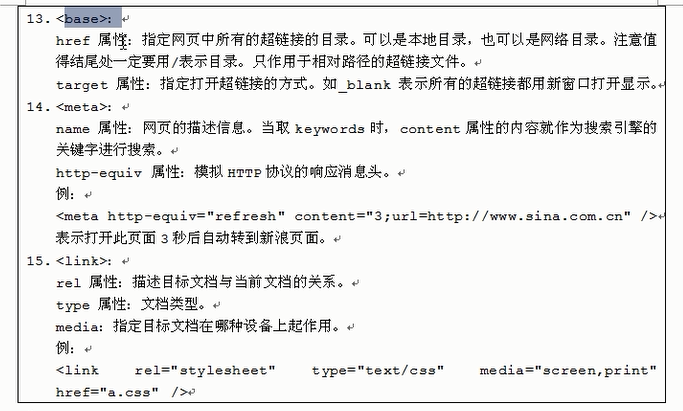 13. <base>:
href 属性: 指定网页中所有的超链接的目录。可以是本地目录，也可以是网络目录。注意值
得结尾处一定要用/表示目录。只作用于相对路径的超链接文件。
target 属性: 指定打开超链接的方式。如_blank 表示所有的超链接都用新窗口打开显示。
14. <meta>:
name 属性: 网页的描述信息。当取 keywords 时, content 属性的内容就作为搜索引擎的
关键字进行搜索。
http-equiv 属性: 模拟 HTTP 协议的响应消息头。
例:
<meta http-equiv="refresh" content="3;url=http://www.sina.com.cn" />
表示打开此页面 3 秒后自动转到新浪页面。
15. <link>:
rel 属性: 描述目标文档与当前文档的关系。
type 属性: 文档类型。
media: 指定目标文档在哪种设备上起作用。
例:
<link rel="stylesheet" type="text/css" media="screen,print"
href="a.css" />